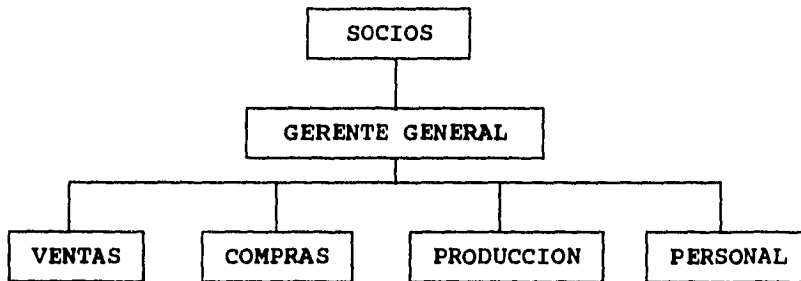 SOCIOS
GERENTE GENERAL
VENTAS COMPRAS PRODUCCION PERSONAL